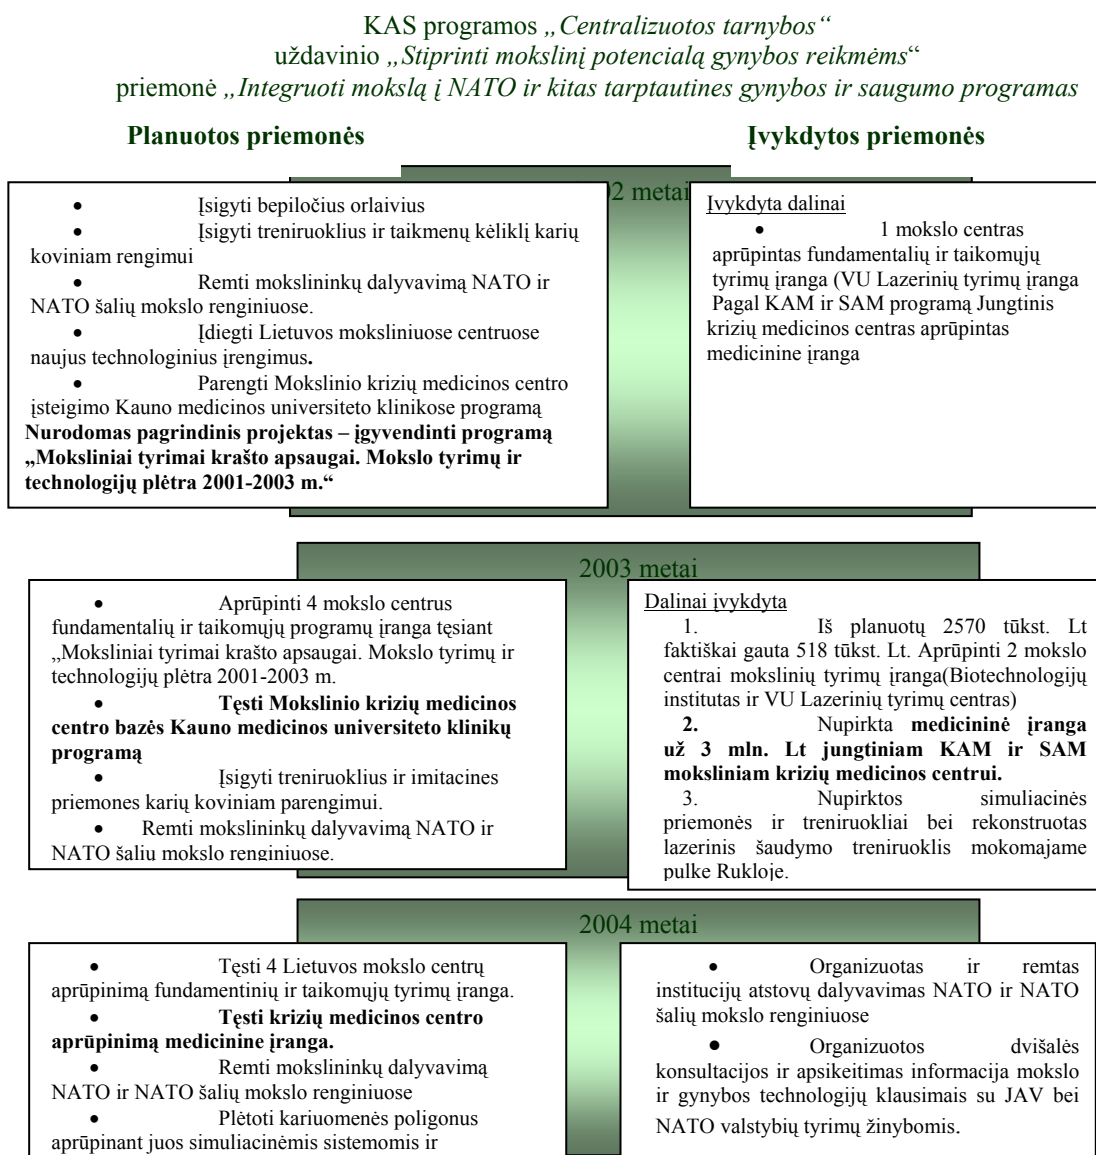 KAS programos „Centralizuotos tarnybos“
uždavinio „Stiprinti mokslinį potencialą gynybos reikmėms“
priemonė „Integruoti mokslą į NATO ir kitas tarptautines gynybos ir saugumo programas
Planuotos priemonės
Įvykdytos priemonės
02 metai
• Įsigyti bepiločius orlaivius
• Įsigyti treniruoklius ir taikmenų kėliklį karių
koviniam rengimui
• Remti mokslininkų dalyvavimą NATO ir
NATO šalių mokslo renginiuose.
• Įdiegti Lietuvos moksliniuose centruose
naujus technologinius įrengimus.
• Parengti Mokslinio krizių medicinos centro
įsteigimo Kauno medicinos universiteto klinikose programą
Nurodomas pagrindinis projektas – įgyvendinti programą
„Moksliniai tyrimai krašto apsaugai. Mokslo tyrimų ir
technologijų plėtra 2001-2003 m.“
Įvykdyta dalinai
• 1 mokslo centras
aprūpintas fundamentalių ir taikomųjų
tyrimų įranga (VU Lazerinių tyrimų įranga
Pagal KAM ir SAM programą Jungtinis
krizių medicinos centras aprūpintas
medicinine įranga
2003 metai
• Aprūpinti 4 mokslo centrus
fundamentalių ir taikomųjų programų įranga tęsiant
„Moksliniai tyrimai krašto apsaugai. Mokslo tyrimų ir
technologijų plėtra 2001-2003 m.
• Tęsti Mokslinio krizių medicinos
centro bazės Kauno medicinos universiteto klinikų
programą
• Įsigyti treniruoklius ir imitacines
priemones karių koviniam parengimui.
• Remti mokslininkų dalyvavimą NATO ir
NATO šalių mokslo renginiuose.
Dalinai įvykdyta
1. Iš planuotų 2570 tūkst. Lt
faktiškai gauta 518 tūkst. Lt. Aprūpinti 2 mokslo
centrai mokslinių tyrimų įranga(Biotechnologijų
institutas ir VU Lazerinių tyrimų centras)
2. Nupirkta medicininė įranga
už 3 mln. Lt jungtiniam KAM ir SAM
moksliniam krizių medicinos centrui.
3. Nupirktos simuliacinės
priemonės ir treniruokliai bei rekonstruotas
lazerinis šaudymo treniruoklis mokomajame
pulke Rukloje.
2004 metai
• Tęsti 4 Lietuvos mokslo centrų
aprūpinimą fundamentinių ir taikomųjų tyrimų įranga.
• Tęsti krizių medicinos centro
aprūpinimą medicinine įranga.
• Remti mokslininkų dalyvavimą
NATO ir NATO šalių mokslo renginiuose
• Plėtoti kariuomenės poligonus
aprūpinant juos simuliacinėmis sistemomis ir
• Organizuotas ir remtas
institucijų atstovų dalyvavimas NATO ir NATO
šalių mokslo renginiuose
• Organizuotos dvišalės
konsultacijos ir apsikeitimas informacija mokslo
ir gynybos technologijų klausimais su JAV bei
NATO valstybių tyrimų žinybomis.